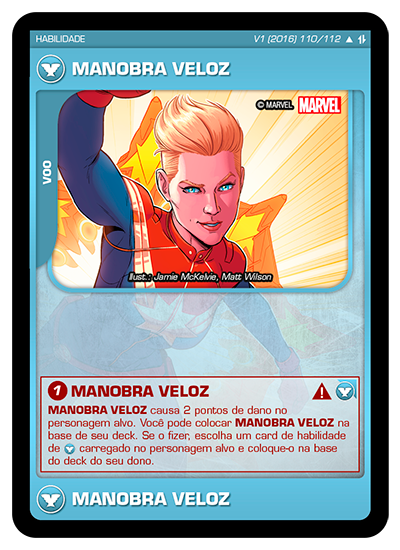 HABILIDADE V1 (2016) 110/112
MANOBRA VELOZ
© MARVEL MARVEL
VOO
Ilust.: Jamie McKelvie, Matt Wilson
1 MANOBRA VELOZ
MANOBRA VELOZ causa 2 pontos de dano no
personagem alvo. Você pode colocar MANOBRA VELOZ na
base de seu deck. Se o fizer, escolha um card de habilidade
de carregado no personagem alvo e coloque-o na base
do deck do seu dono.
MANOBRA VELOZ